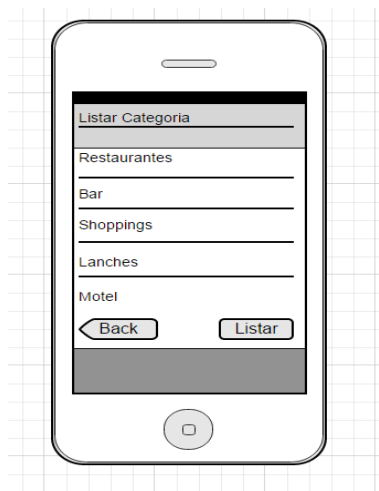 Listar Categoria
Restaurantes
Bar
Shoppings
Lanches
Motel
Back Listar